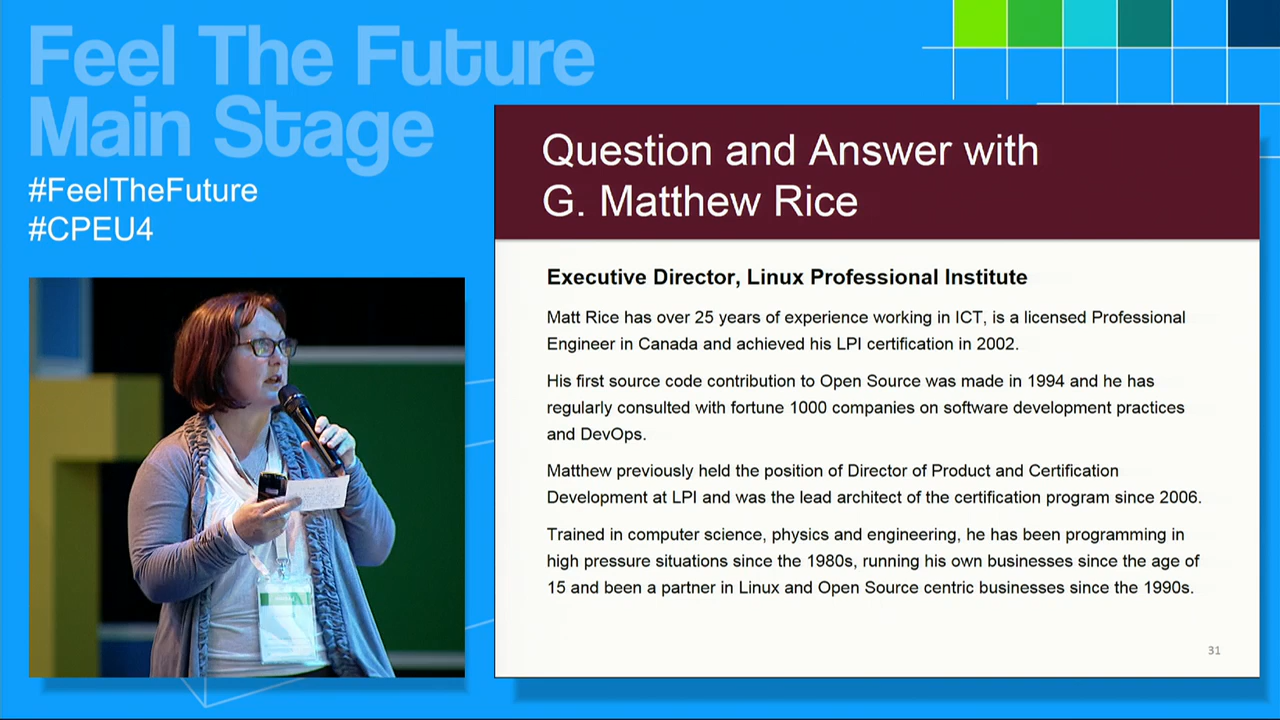 Feel The Future
Main Stage
#FeelTheFuture
#CPEU4
Question and Answer with
G. Matthew Rice
Executive Director, Linux Professional Institute
Matt Rice has over 25 years of experience working in ICT, is a licensed Professional
Engineer in Canada and achieved his LPI certification in 2002.
His first source code contribution to Open Source was made in 1994 and he has
regularly consulted with fortune 1000 companies on software development practices
and DevOps.
Matthew previously held the position of Director of Product and Certification
Development at LPI and was the lead architect of the certification program since 2006.
Trained in computer science, physics and engineering, he has been programming in
high pressure situations since the 1980s, running his own businesses since the age of
15 and been a partner in Linux and Open Source centric businesses since the 1990s.
31